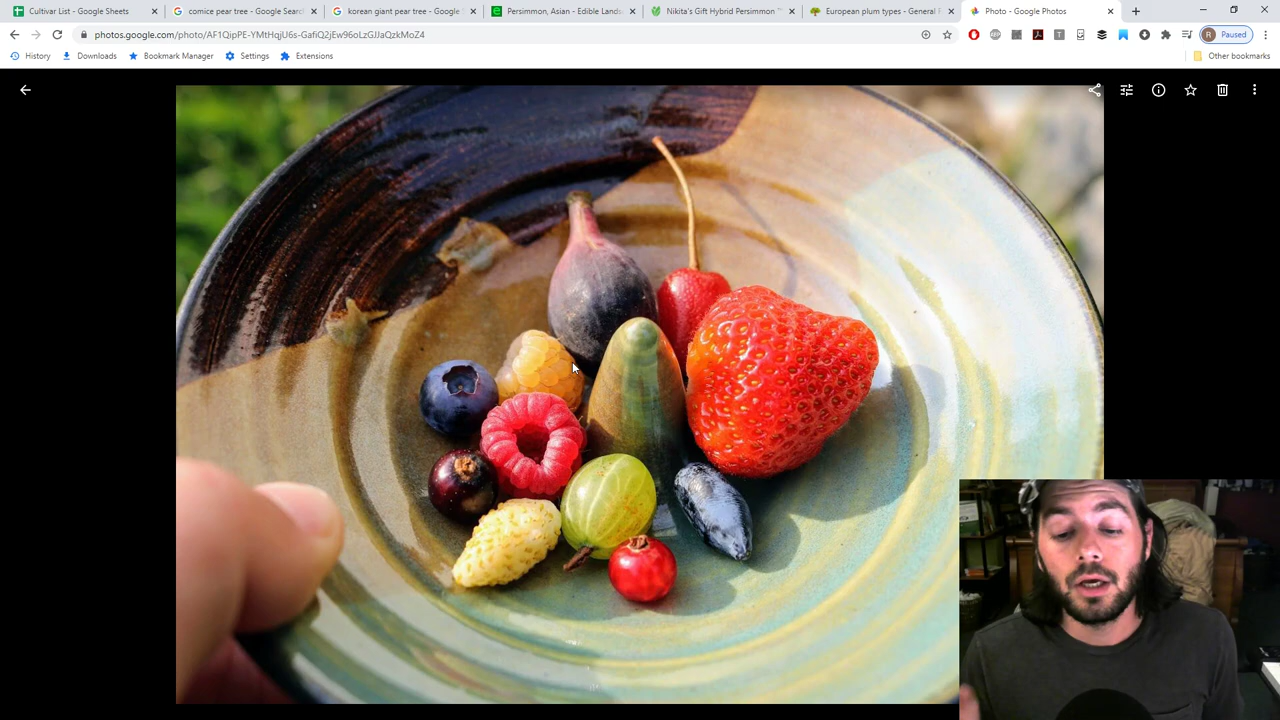 Cultivar List - Google Sheets
comice pear tree - Google Searc
korean giant pear tree - Google
Persimmon, Asian - Edible Lands
Nikita's Gift Hybrid Persimmon
European plum types - General F
Photo - Google Photos
photos.google.com/photo/AF1QipPE-YMtHqjU6s-GafiQ2jEw96oLzGJJaQzkMoZ4
Paused
History
Downloads
Bookmark Manager
Settings
Extensions
Other bookmarks